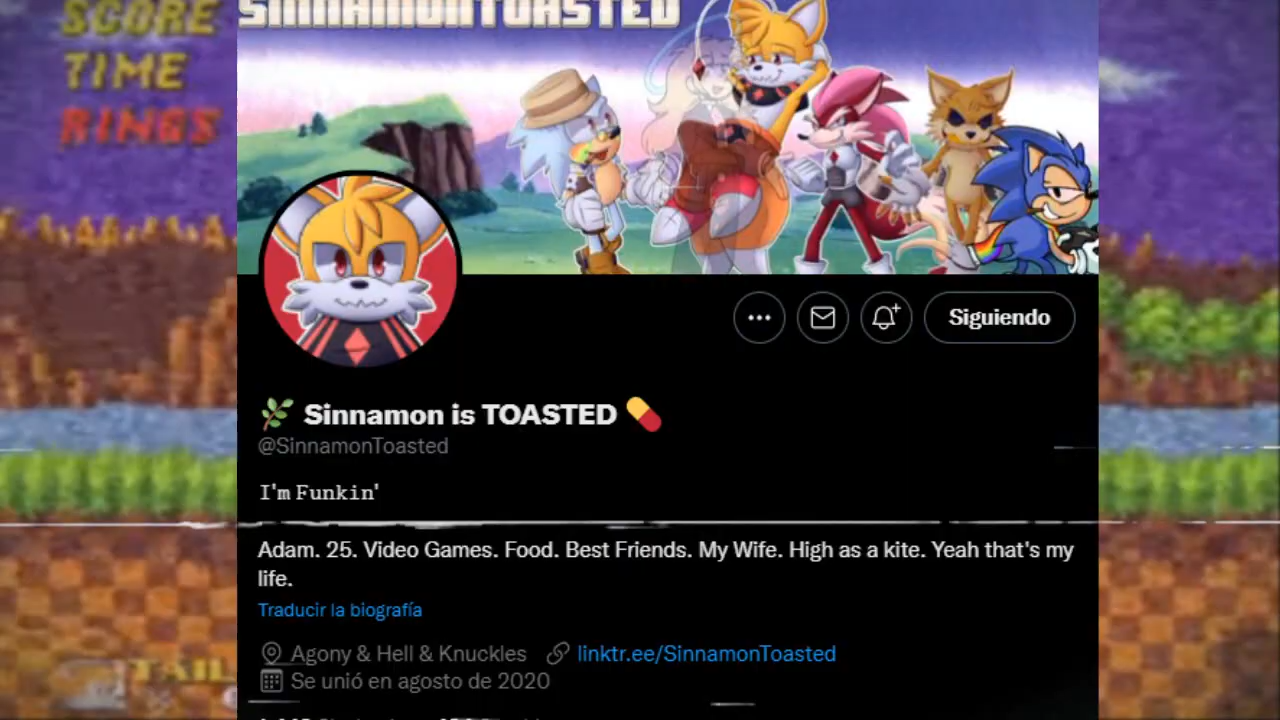 SINNAMONTOASTED
SCORE
TIME
RINGS
Siguiendo
Sinnamon is TOASTED
@SinnamonToasted
I'm Funkin'
Adam. 25. Video Games. Food. Best Friends. My Wife. High as a kite. Yeah that's my
life.
Traducir la biografía
Agony & Hell & Knuckles linktr.ee/SinnamonToasted
Se unió en agosto de 2020
TAIL